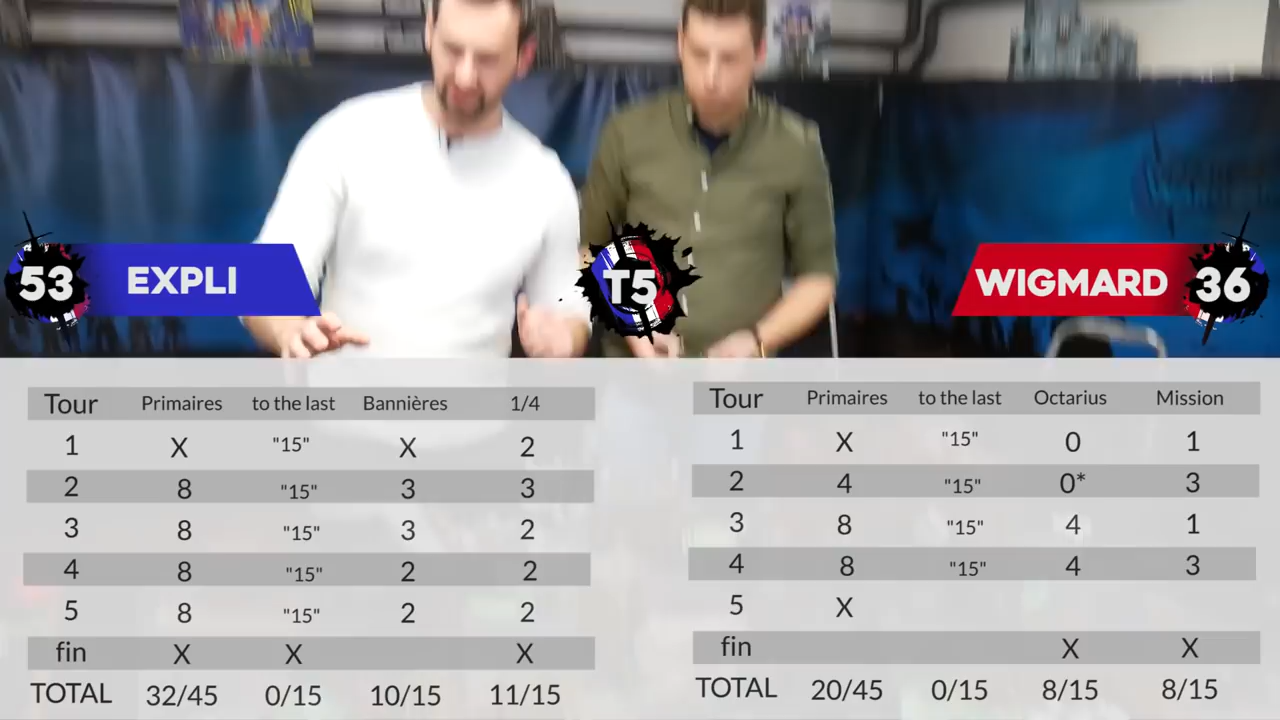 53 EXPLI T5 WIGMARD 36
Tour Primaires to the last Bannières 1/4
1 X "15" X 2
2 8 "15" 3 3
3 8 "15" 3 2
4 8 "15" 2 2
5 8 "15" 2 2
fin X X X
TOTAL 32/45 0/15 10/15 11/15
Tour Primaires to the last Octarius Mission
1 X "15" 0 1
2 4 "15" 0* 3
3 8 "15" 4 1
4 8 "15" 4 3
5 X
fin X X
TOTAL 20/45 0/15 8/15 8/15